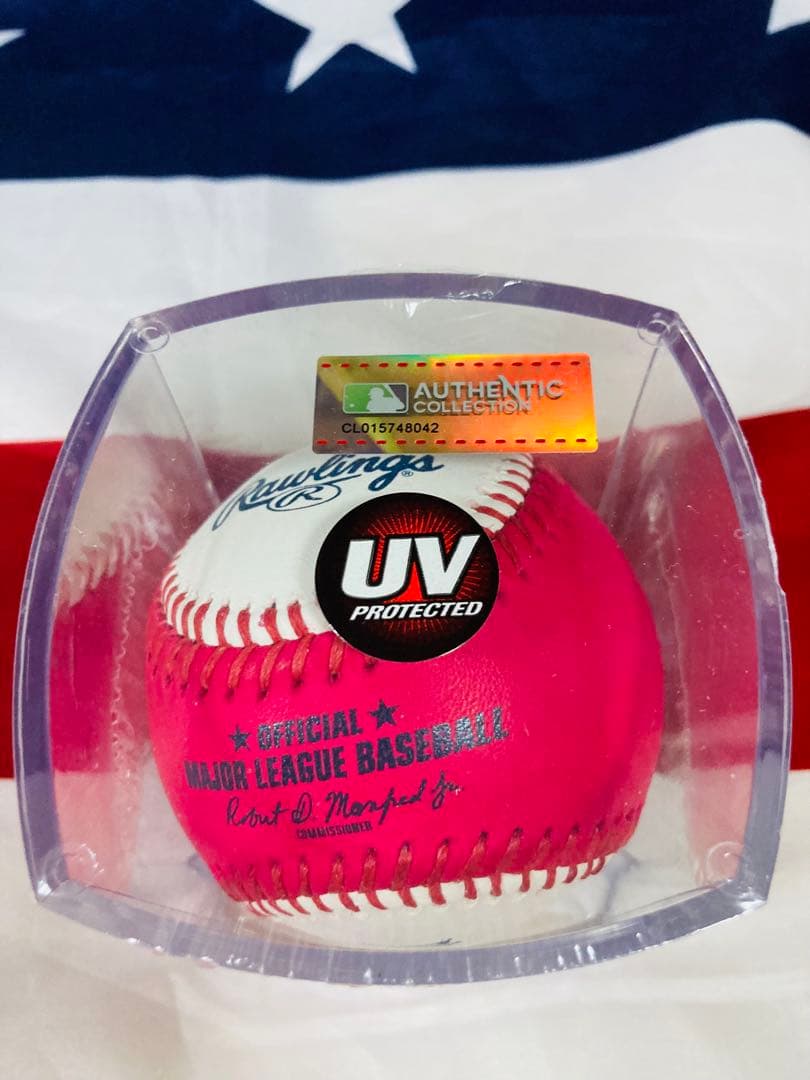 AUTHENTIC
COLLECTION
CL015748042
Rawlings®
R
UV
PROTECTED
★ OFFICIAL ★
MAJOR LEAGUE BASEBALL
Robert D. Manfred Jr.
COMMISSIONER